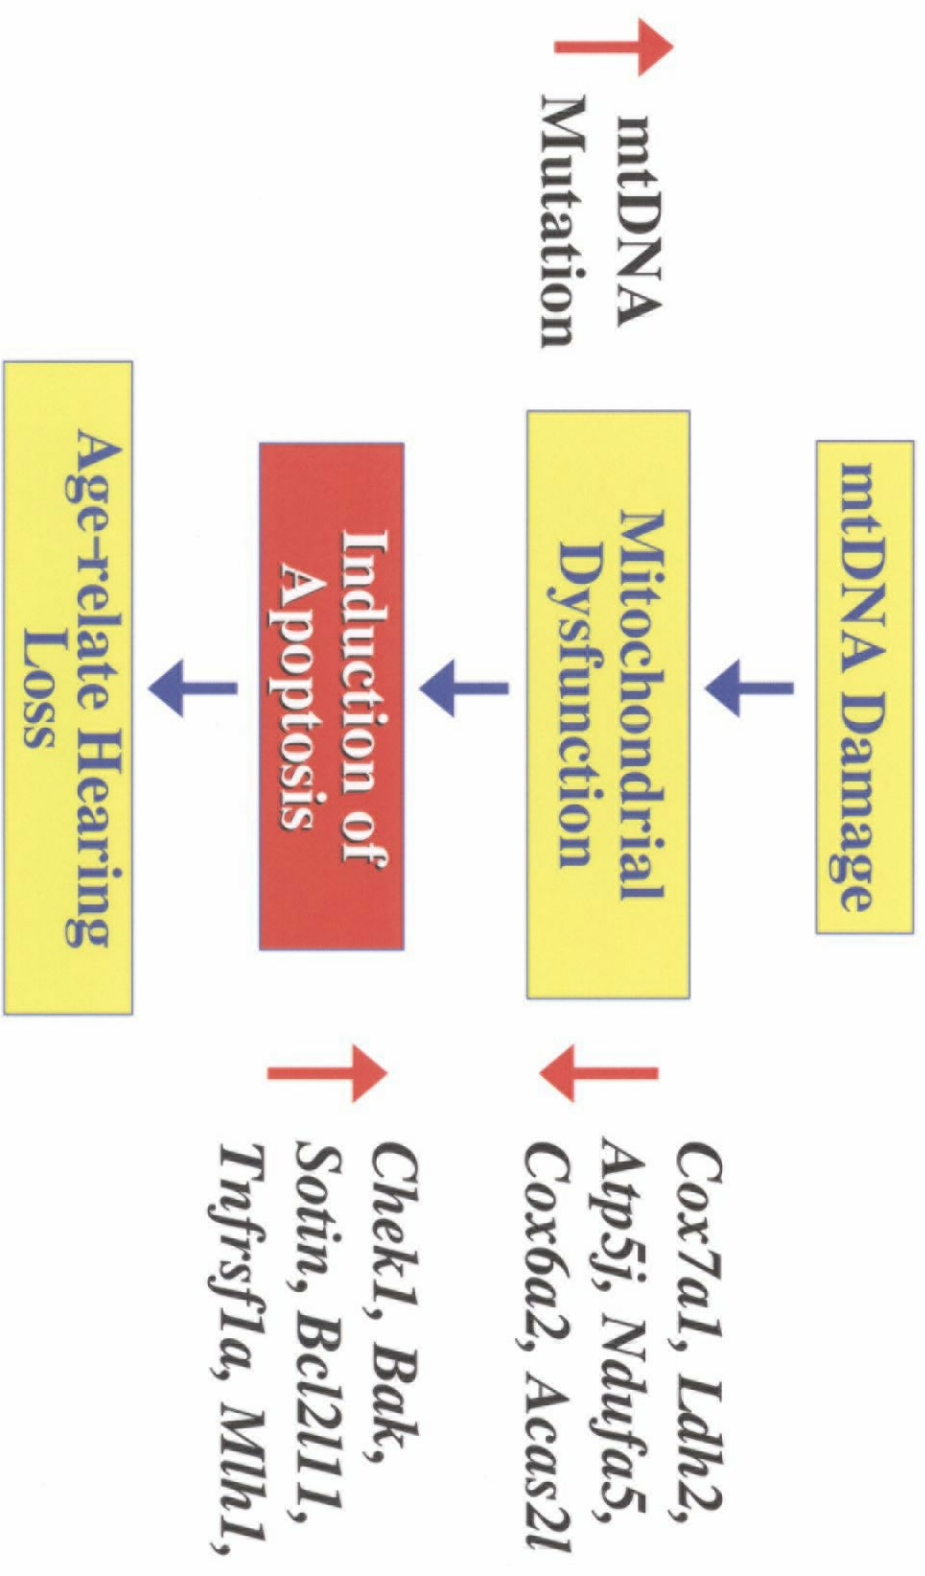 mtDNA Damage
mtDNA
Mutation
Mitochondrial
Dysfunction
Cox7a1, Ldh2,
Atp5j, Ndufa5,
Cox6a2, Acas2l
Induction of
Apoptosis
Chek1, Bak,
Sotin, Bcl2l11,
Tnfrsf1a, Mlh1,
Age-relate Hearing
Loss